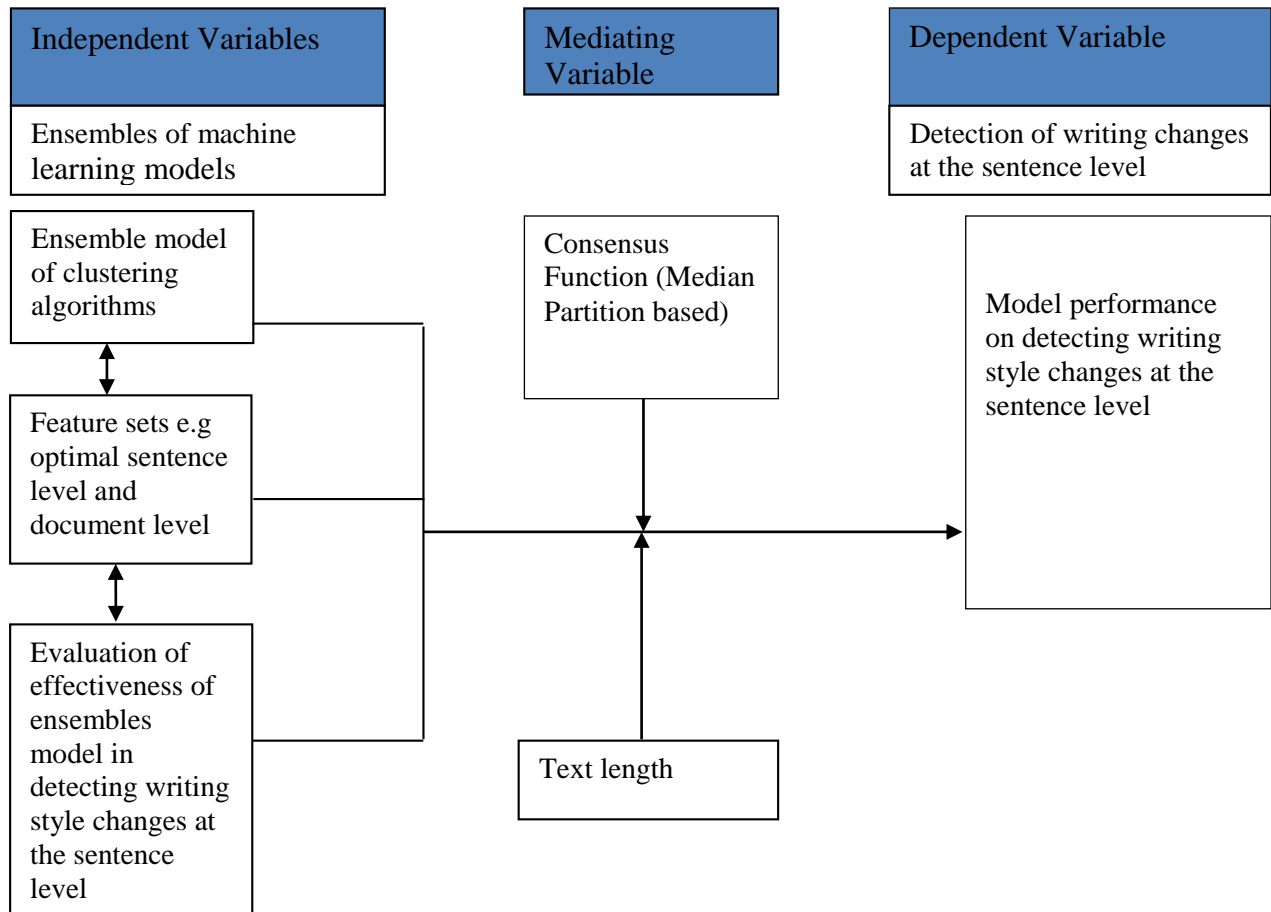 Independent Variables
Ensembles of machine
learning models
Mediating
Variable
Dependent Variable
Detection of writing changes
at the sentence level
Ensemble model
of clustering
algorithms
Feature sets e.g
optimal sentence
level and
document level
Evaluation of
effectiveness of
ensembles
model in
detecting writing
style changes at
the sentence
level
Consensus
Function (Median
Partition based)
Text length
Model performance
on detecting writing
style changes at the
sentence level